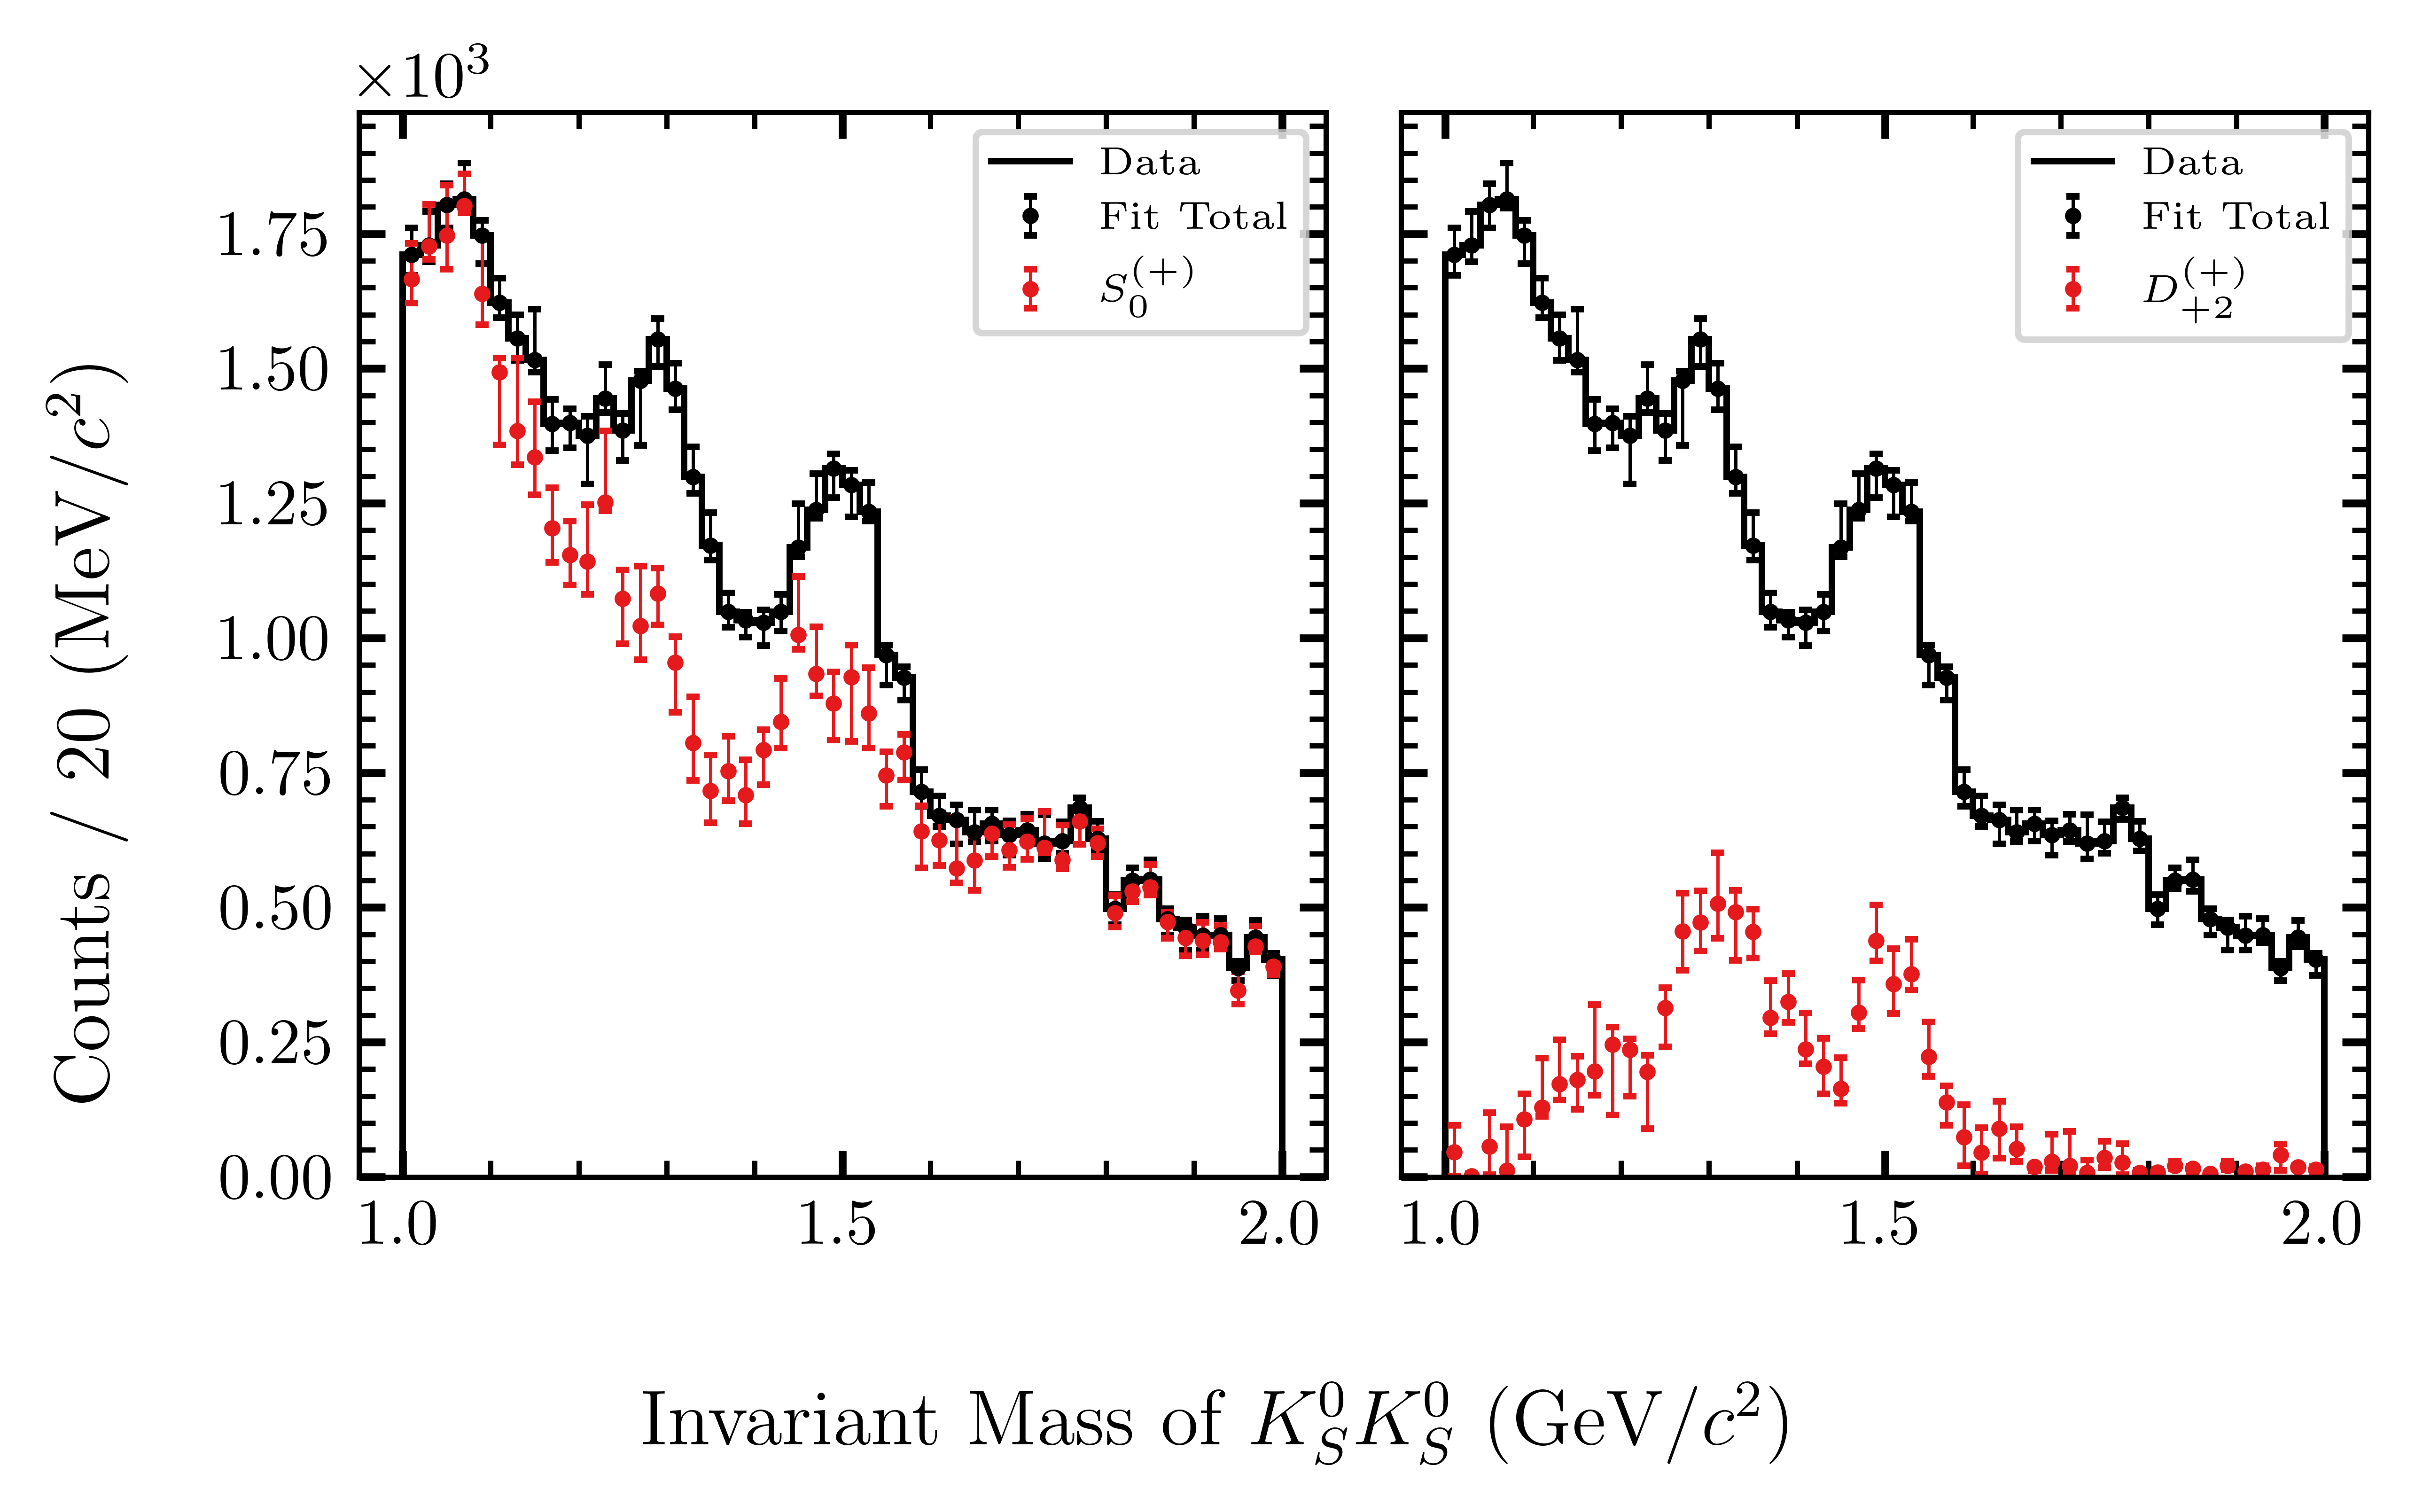 ×10³
Counts / 20 (MeV/c²)
1.75
1.50
1.25
1.00
0.75
0.50
0.25
0.00
Data
Fit Total
S₀⁽⁺⁾
1.0 1.5 2.0
Data
Fit Total
D₊₂⁽⁺⁾
1.0 1.5 2.0
Invariant Mass of K⁰_S K⁰_S (GeV/c²)